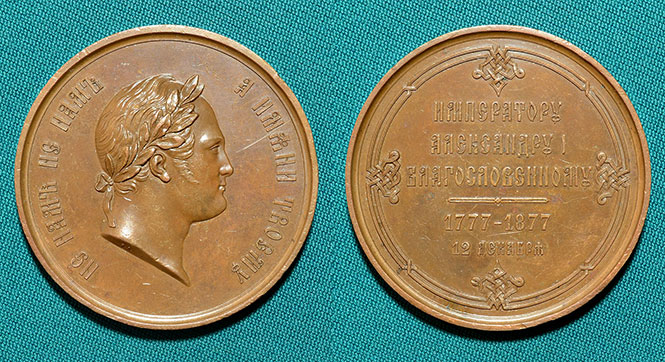 НЕ НАМЪ НЕ НАМЪ А ИМЕНИ ТВОЕМУ
ИМПЕРАТОРУ
АЛЕКСАНДРУ I
БЛАГОСЛОВЕННОМУ
1777-1877
12 ДЕКАБРЯ